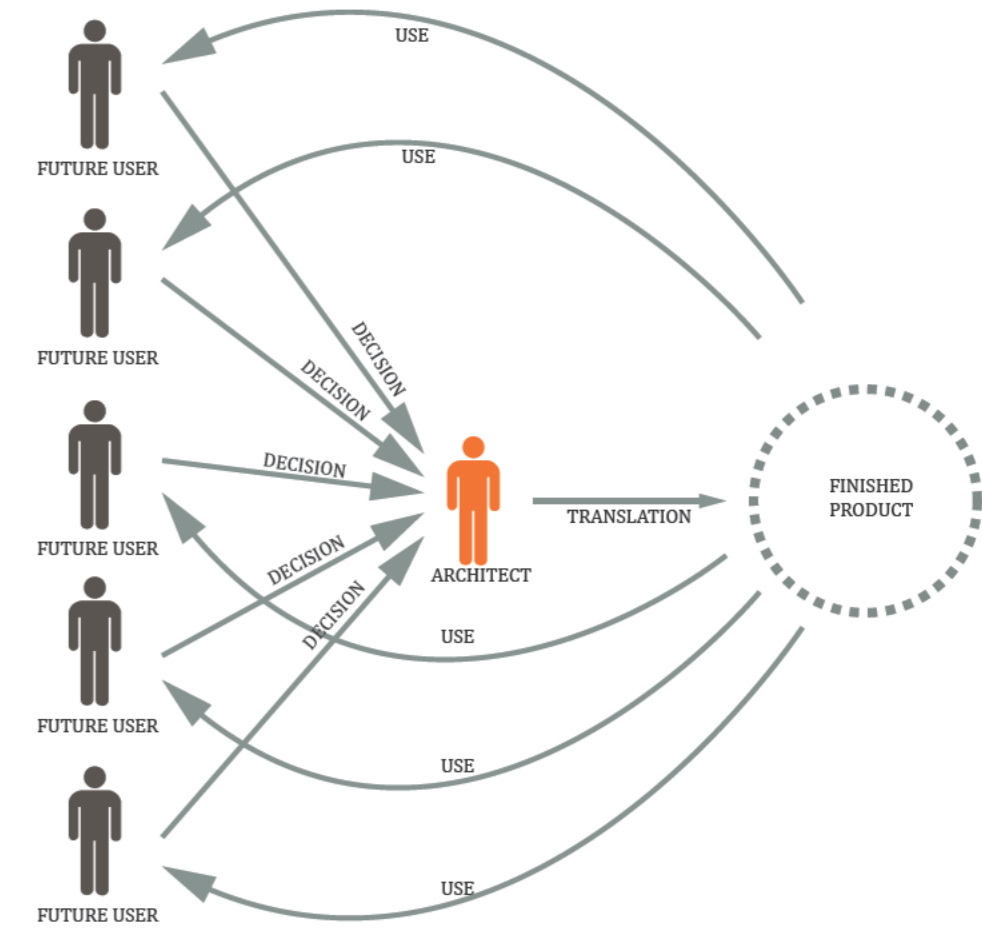 USE
FUTURE USER
USE
DECISION
FUTURE USER
DECISION
DECISION
FINISHED
PRODUCT
TRANSLATION
FUTURE USER
DECISION
ARCHITECT
DECISION
USE
FUTURE USER
USE
USE
FUTURE USER